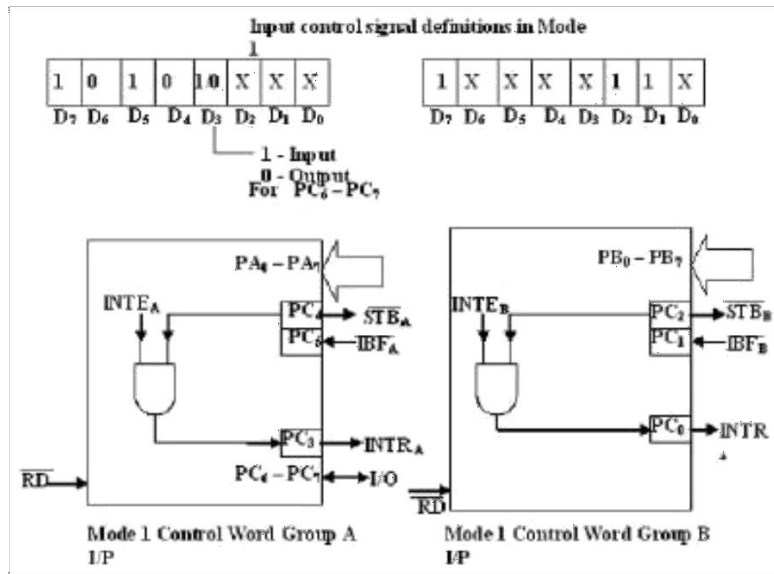 Input control signal definitions in Mode
1
1 0 1 0 1/0 X X X
D7 D6 D5 D4 D3 D2 D1 D0
1 X X X X 1 1 X
D7 D6 D5 D4 D3 D2 D1 D0
1 - Input
0 - Output
For PC6 – PC7
PA0 – PA7
INTEA
PC4
STBA
PC5
IBFA
PC3
INTRA
RD
PC6 – PC7
I/O
Mode 1 Control Word Group A
I/P
PB0 – PB7
INTEB
PC2
STBB
PC1
IBFB
PC0
INTR
RD
Mode 1 Control Word Group B
I/P